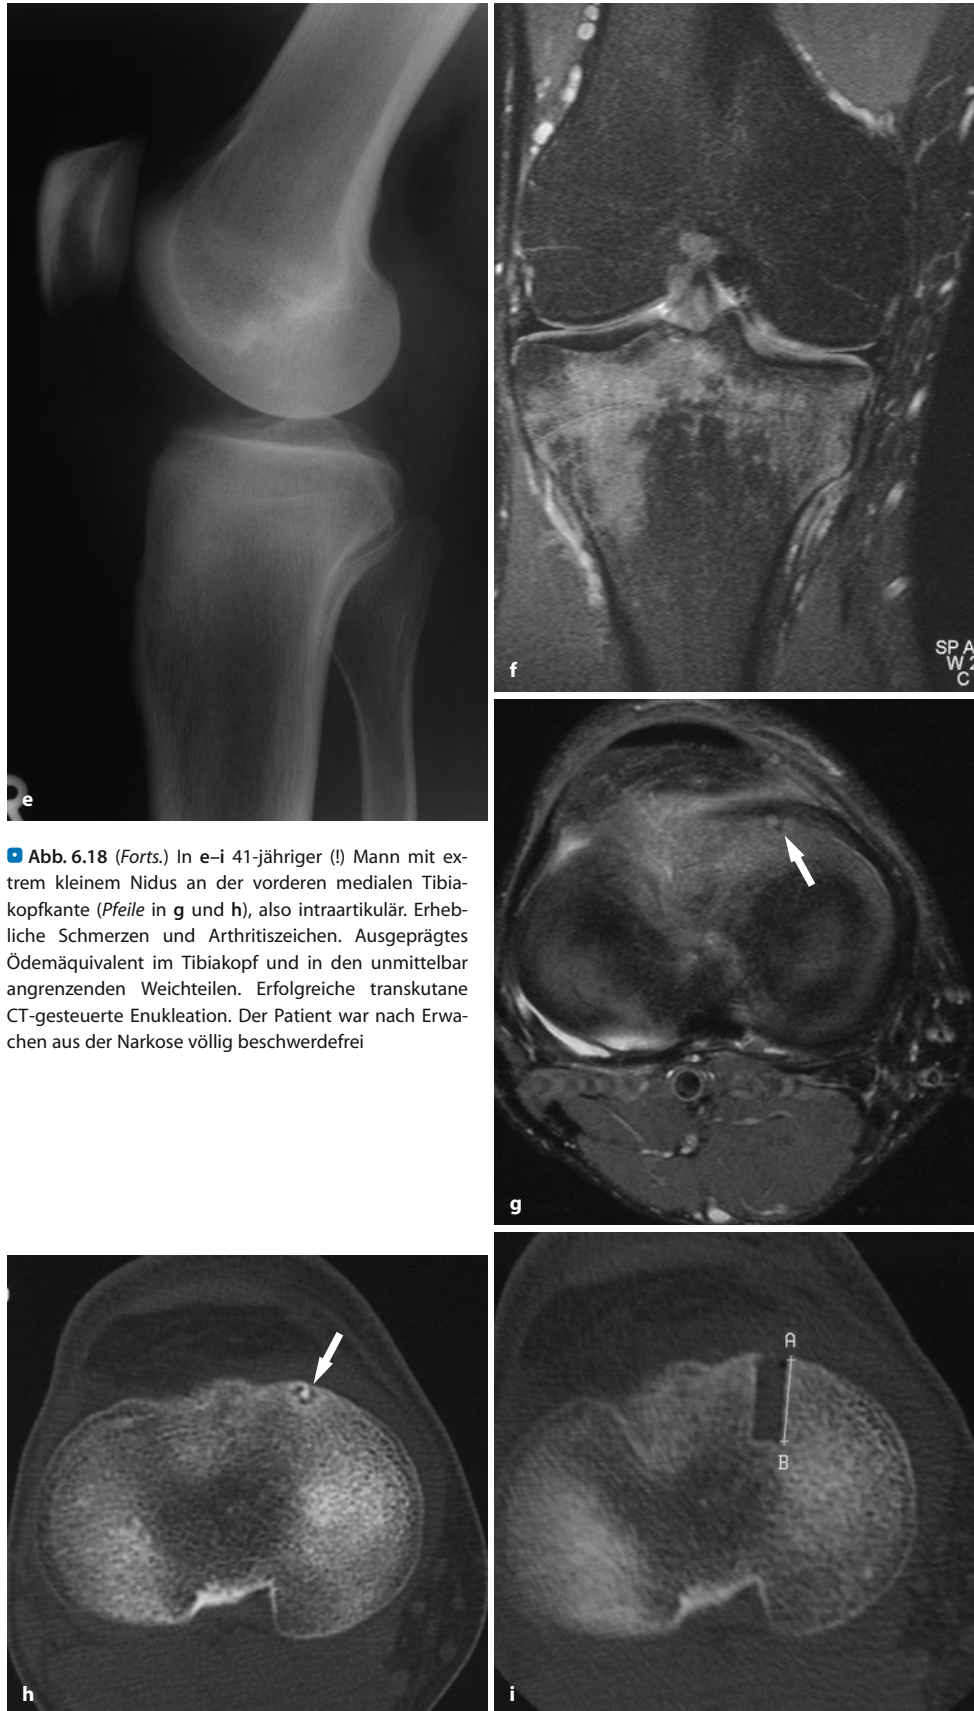 e
SP A
W 2
C
f
Abb. 6.18 (Forts.) In e–i 41-jähriger (!) Mann mit ex-
trem kleinem Nidus an der vorderen medialen Tibia-
kopfkante (Pfeile in g und h), also intraartikulär. Erheb-
liche Schmerzen und Arthritiszeichen. Ausgeprägtes
Ödemäquivalent im Tibiakopf und in den unmittelbar
angrenzenden Weichteilen. Erfolgreiche transkutane
CT-gesteuerte Enukleation. Der Patient war nach Erwa-
chen aus der Narkose völlig beschwerdefrei
g
h
A
B
i